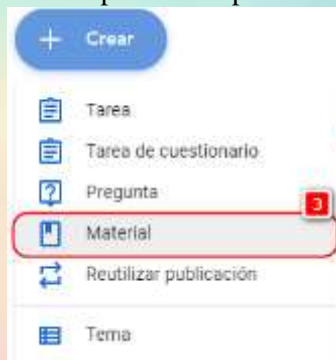 + Crear
Tarea
Tarea de cuestionario
Pregunta
3
Material
Reutilizar publicación
Tema